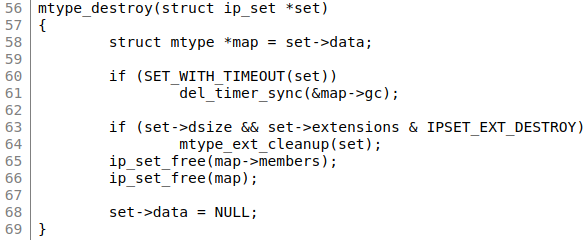 56 mtype_destroy(struct ip_set *set)
57 {
58         struct mtype *map = set->data;
59
60         if (SET_WITH_TIMEOUT(set))
61                 del_timer_sync(&map->gc);
62
63         if (set->dsize && set->extensions & IPSET_EXT_DESTROY)
64                 mtype_ext_cleanup(set);
65         ip_set_free(map->members);
66         ip_set_free(map);
67
68         set->data = NULL;
69 }